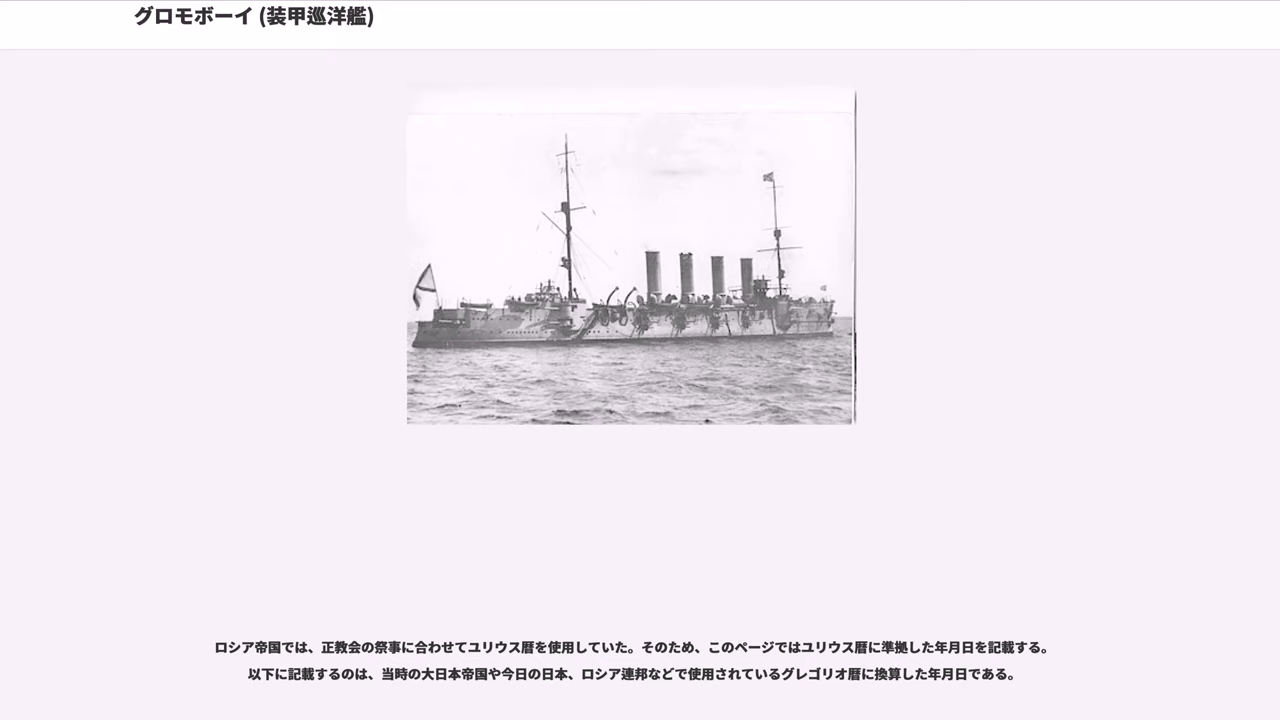 グロモボーイ (装甲巡洋艦)
ロシア帝国では、正教会の祭事に合わせてユリウス暦を使用していた。そのため、このページではユリウス暦に準拠した年月日を記載する。
以下に記載するのは、当時の大日本帝国や今日の日本、ロシア連邦などで使用されているグレゴリオ暦に換算した年月日である。